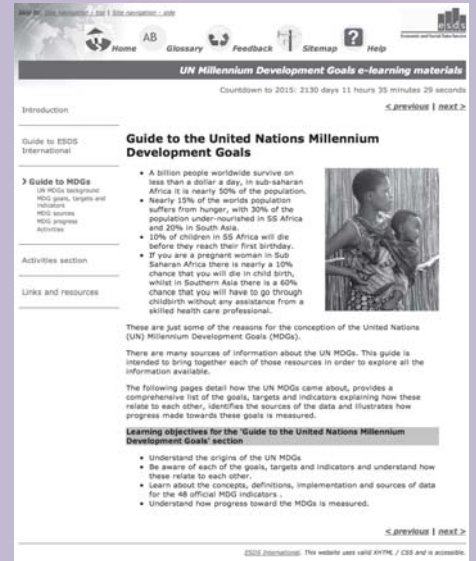 Skip to: Site navigation - top | Site navigation - side
Home
AB
Glossary
Feedback
Sitemap
?
Help
esds
Economic and Social Data Service
UN Millennium Development Goals e-learning materials
Countdown to 2015: 2130 days 11 hours 35 minutes 29 seconds
< previous | next >
Introduction
Guide to ESDS
International
Guide to MDGs
UN MDGs background
MDG goals, targets and
indicators
MDG sources
MDG progress
Activities
Activities section
Links and resources
Guide to the United Nations Millennium
Development Goals
• A billion people worldwide survive on
less than a dollar a day, in sub-saharan
Africa it is nearly 50% of the population.
• Nearly 15% of the worlds population
suffers from hunger, with 30% of the
population under-nourished in SS Africa
and 20% in South Asia.
• 10% of children in SS Africa will die
before they reach their first birthday.
• If you are a pregnant woman in Sub
Saharan Africa there is nearly a 10%
chance that you will die in child birth,
whilst in Southern Asia there is a 60%
chance that you will have to go through
childbirth without any assistance from a
skilled health care professional.
These are just some of the reasons for the conception of the United Nations
(UN) Millennium Development Goals (MDGs).
There are many sources of information about the UN MDGs. This guide is
intended to bring together each of those resources in order to explore all the
information available.
The following pages detail how the UN MDGs came about, provides a
comprehensive list of the goals, targets and indicators explaining how these
relate to each other, identifies the sources of the data and illustrates how
progress made towards these goals is measured.
Learning objectives for the 'Guide to the United Nations Millennium
Development Goals' section
• Understand the origins of the UN MDGs
• Be aware of each of the goals, targets and indicators and understand how
these relate to each other.
• Learn about the concepts, definitions, implementation and sources of data
for the 48 official MDG indicators .
• Understand how progress toward the MDGs is measured.
< previous | next >
ESDS International. This website uses valid XHTML / CSS and is accessible.